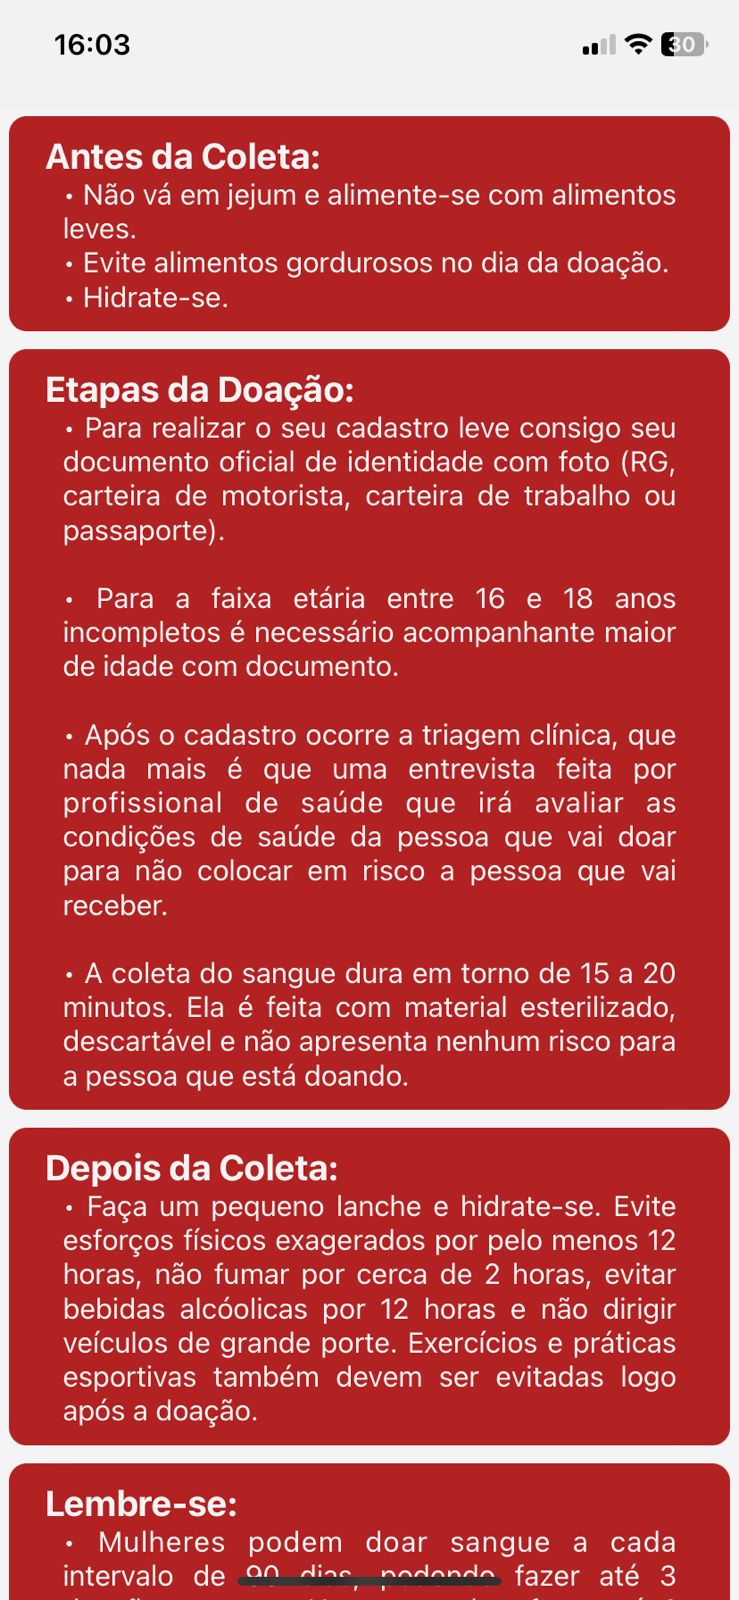 16:03
30
Antes da Coleta:
• Não vá em jejum e alimente-se com alimentos
leves.
• Evite alimentos gordurosos no dia da doação.
• Hidrate-se.
Etapas da Doação:
• Para realizar o seu cadastro leve consigo seu
documento oficial de identidade com foto (RG,
carteira de motorista, carteira de trabalho ou
passaporte).
• Para a faixa etária entre 16 e 18 anos
incompletos é necessário acompanhante maior
de idade com documento.
• Após o cadastro ocorre a triagem clínica, que
nada mais é que uma entrevista feita por
profissional de saúde que irá avaliar as
condições de saúde da pessoa que vai doar
para não colocar em risco a pessoa que vai
receber.
• A coleta do sangue dura em torno de 15 a 20
minutos. Ela é feita com material esterilizado,
descartável e não apresenta nenhum risco para
a pessoa que está doando.
Depois da Coleta:
• Faça um pequeno lanche e hidrate-se. Evite
esforços físicos exagerados por pelo menos 12
horas, não fumar por cerca de 2 horas, evitar
bebidas alcóolicas por 12 horas e não dirigir
veículos de grande porte. Exercícios e práticas
esportivas também devem ser evitadas logo
após a doação.
Lembre-se:
• Mulheres podem doar sangue a cada
intervalo de 90 dias, podendo fazer até 3